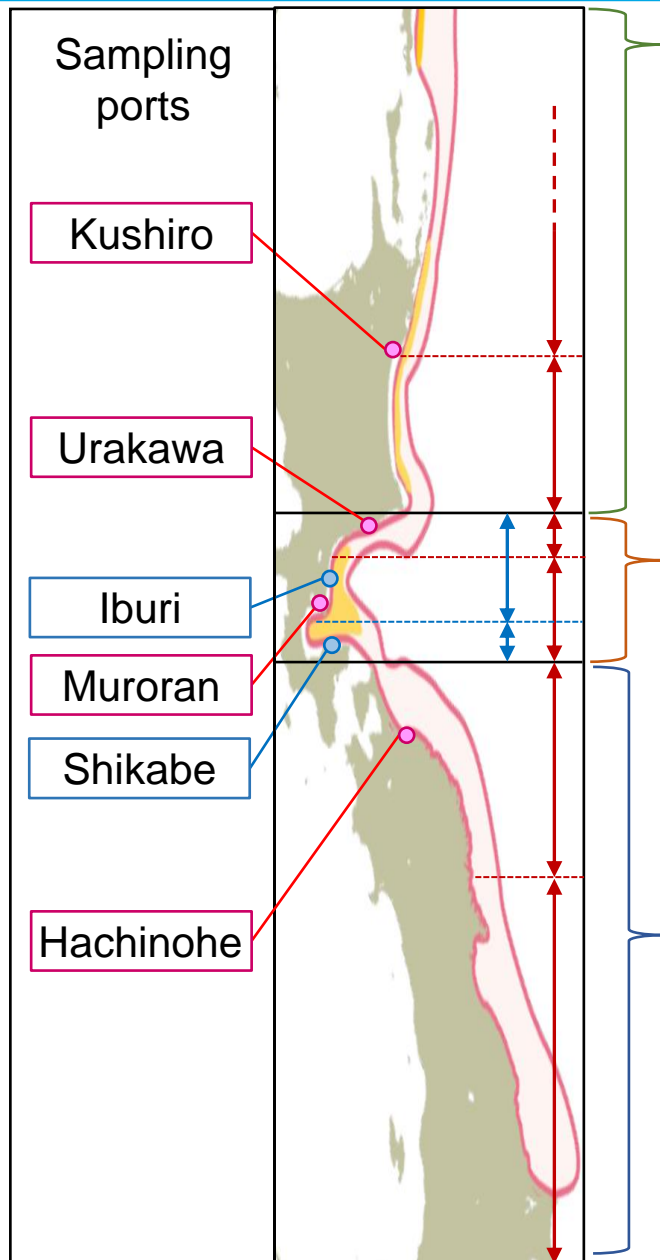 Sampling
ports
Kushiro
Urakawa
Iburi
Muroran
Shikabe
Hachinohe